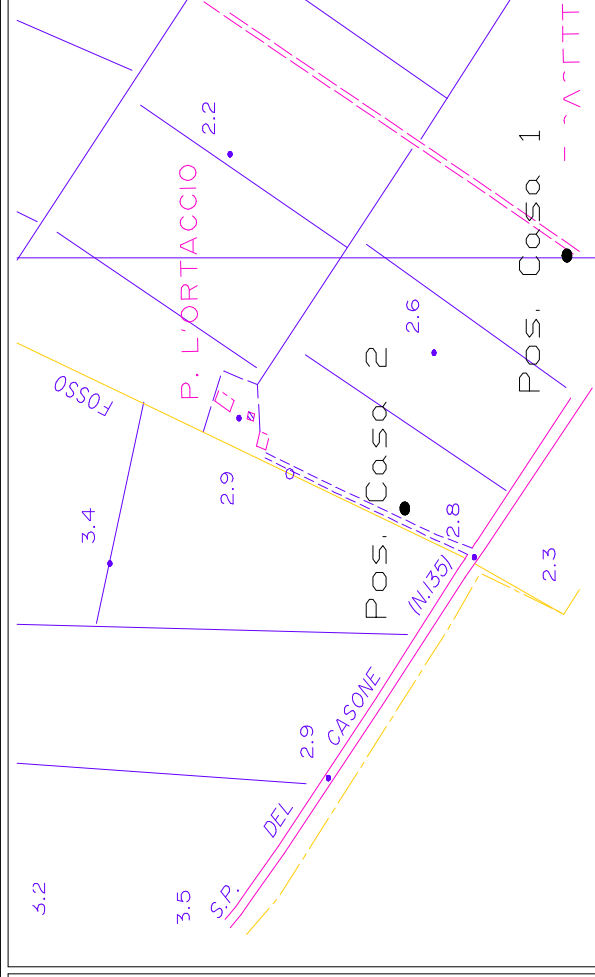 2.2
P. L'ORTACCIO
Pos. Casa 1
2.6
FOSSO
Pos. Casa 2
2.9
3.4
2.8
(N.135)
2.3
S.P. DEL CASONE
2.9
3.2
3.5